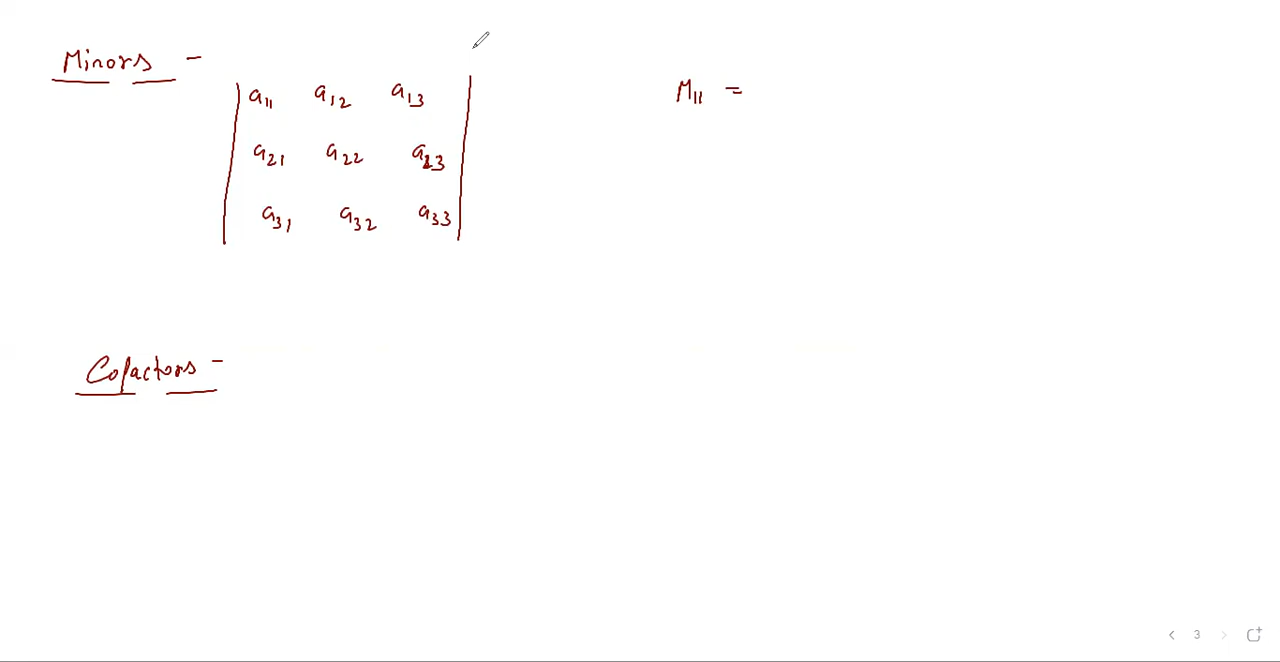 Minors -
a11 a12 a13
M11 =
a21 a22 a23
a31 a32 a33
Cofactors -
3